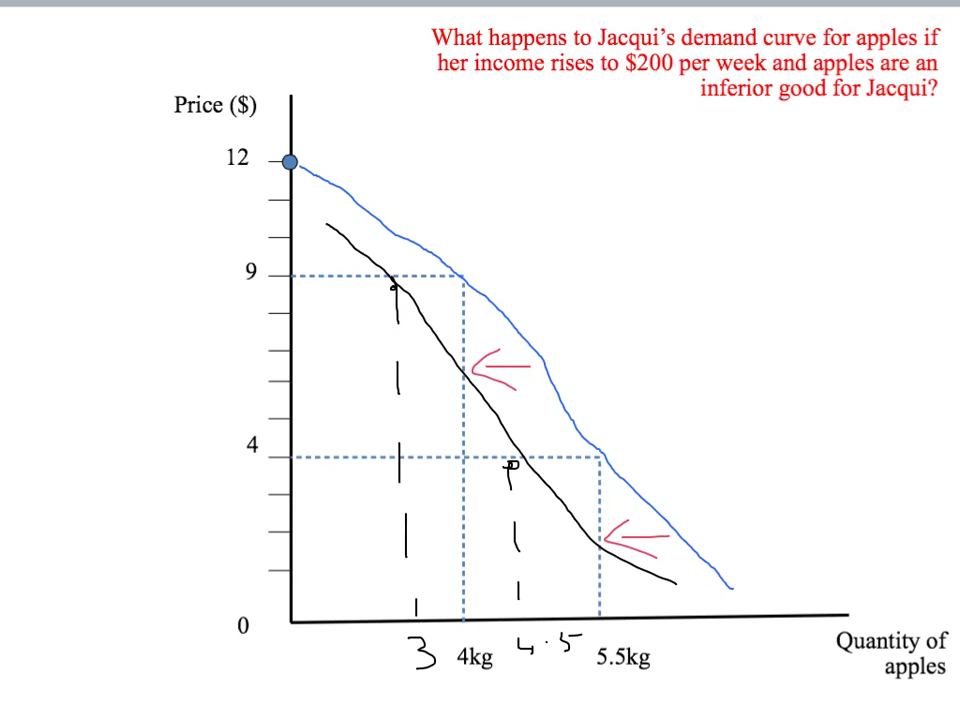 What happens to Jacqui’s demand curve for apples if
her income rises to $200 per week and apples are an
inferior good for Jacqui?
Price ($)
12
9
4
0
3
4kg
4.5
5.5kg
Quantity of
apples